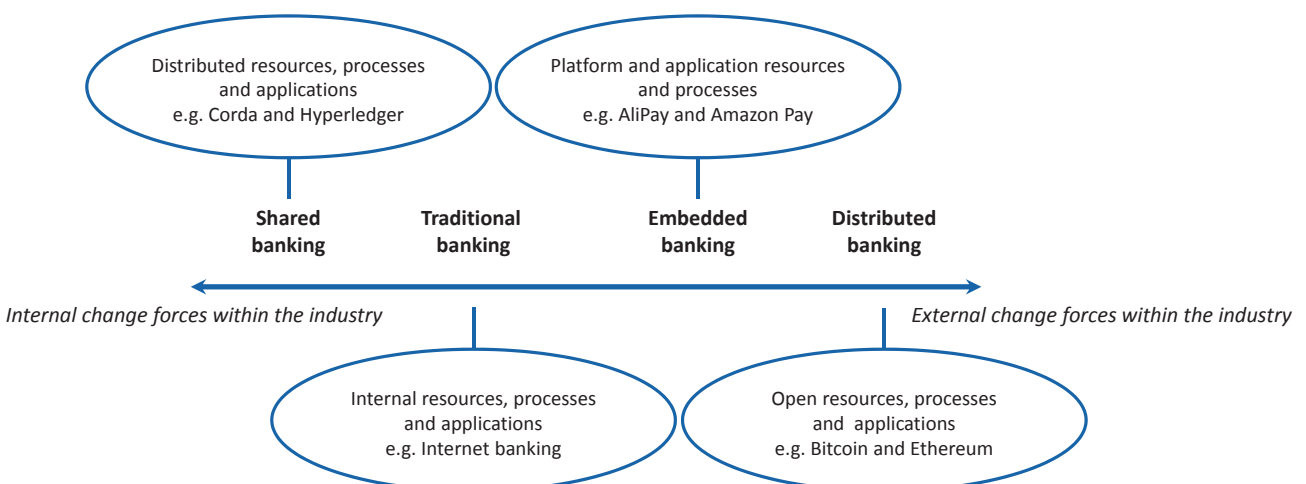 Distributed resources, processes
and applications
e.g. Corda and Hyperledger
Platform and application resources
and processes
e.g. AliPay and Amazon Pay
Shared
banking
Traditional
banking
Embedded
banking
Distributed
banking
Internal change forces within the industry
External change forces within the industry
Internal resources, processes
and applications
e.g. Internet banking
Open resources, processes
and applications
e.g. Bitcoin and Ethereum